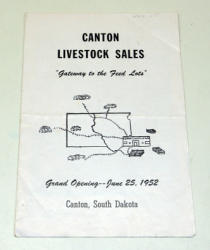 CANTON
LIVESTOCK SALES
"Gateway to the Feed Lots"
Grand Opening--June 25, 1952
Canton, South Dakota